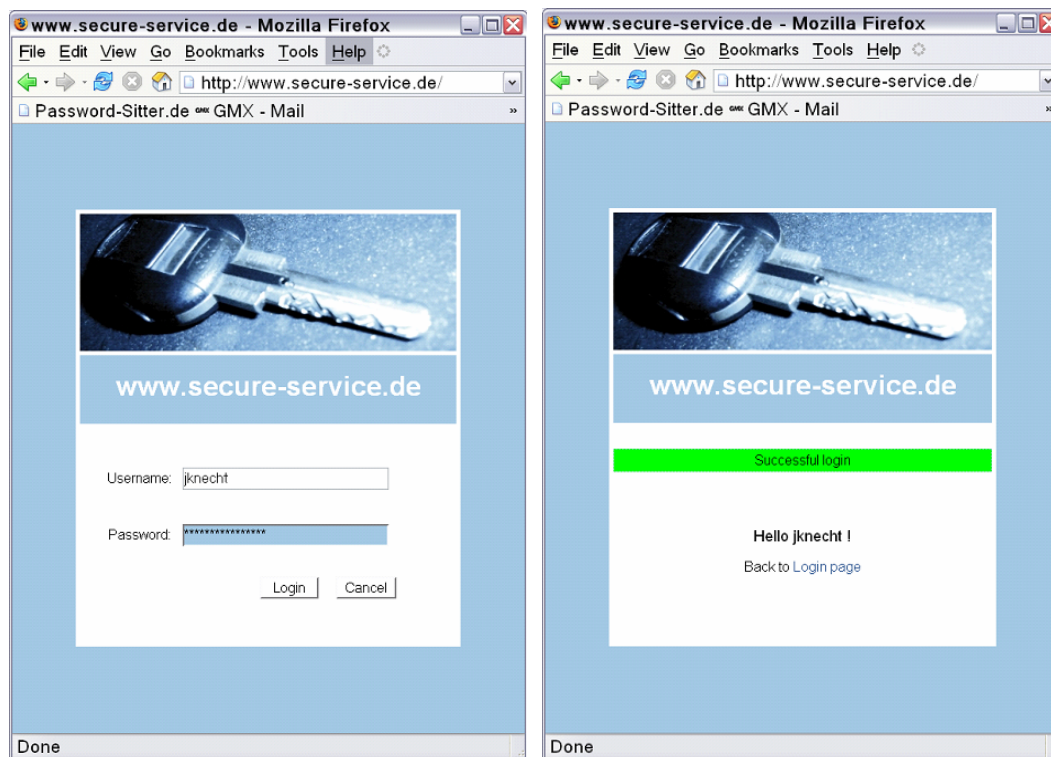 www.secure-service.de - Mozilla Firefox
File Edit View Go Bookmarks Tools Help
http://www.secure-service.de/
Password-Sitter.de GMX GMX - Mail »
www.secure-service.de
Username: jknecht
Password: ****************
Login Cancel
Done
www.secure-service.de - Mozilla Firefox
File Edit View Go Bookmarks Tools Help
http://www.secure-service.de/
Password-Sitter.de GMX GMX - Mail »
www.secure-service.de
Successful login
Hello jknecht !
Back to Login page
Done